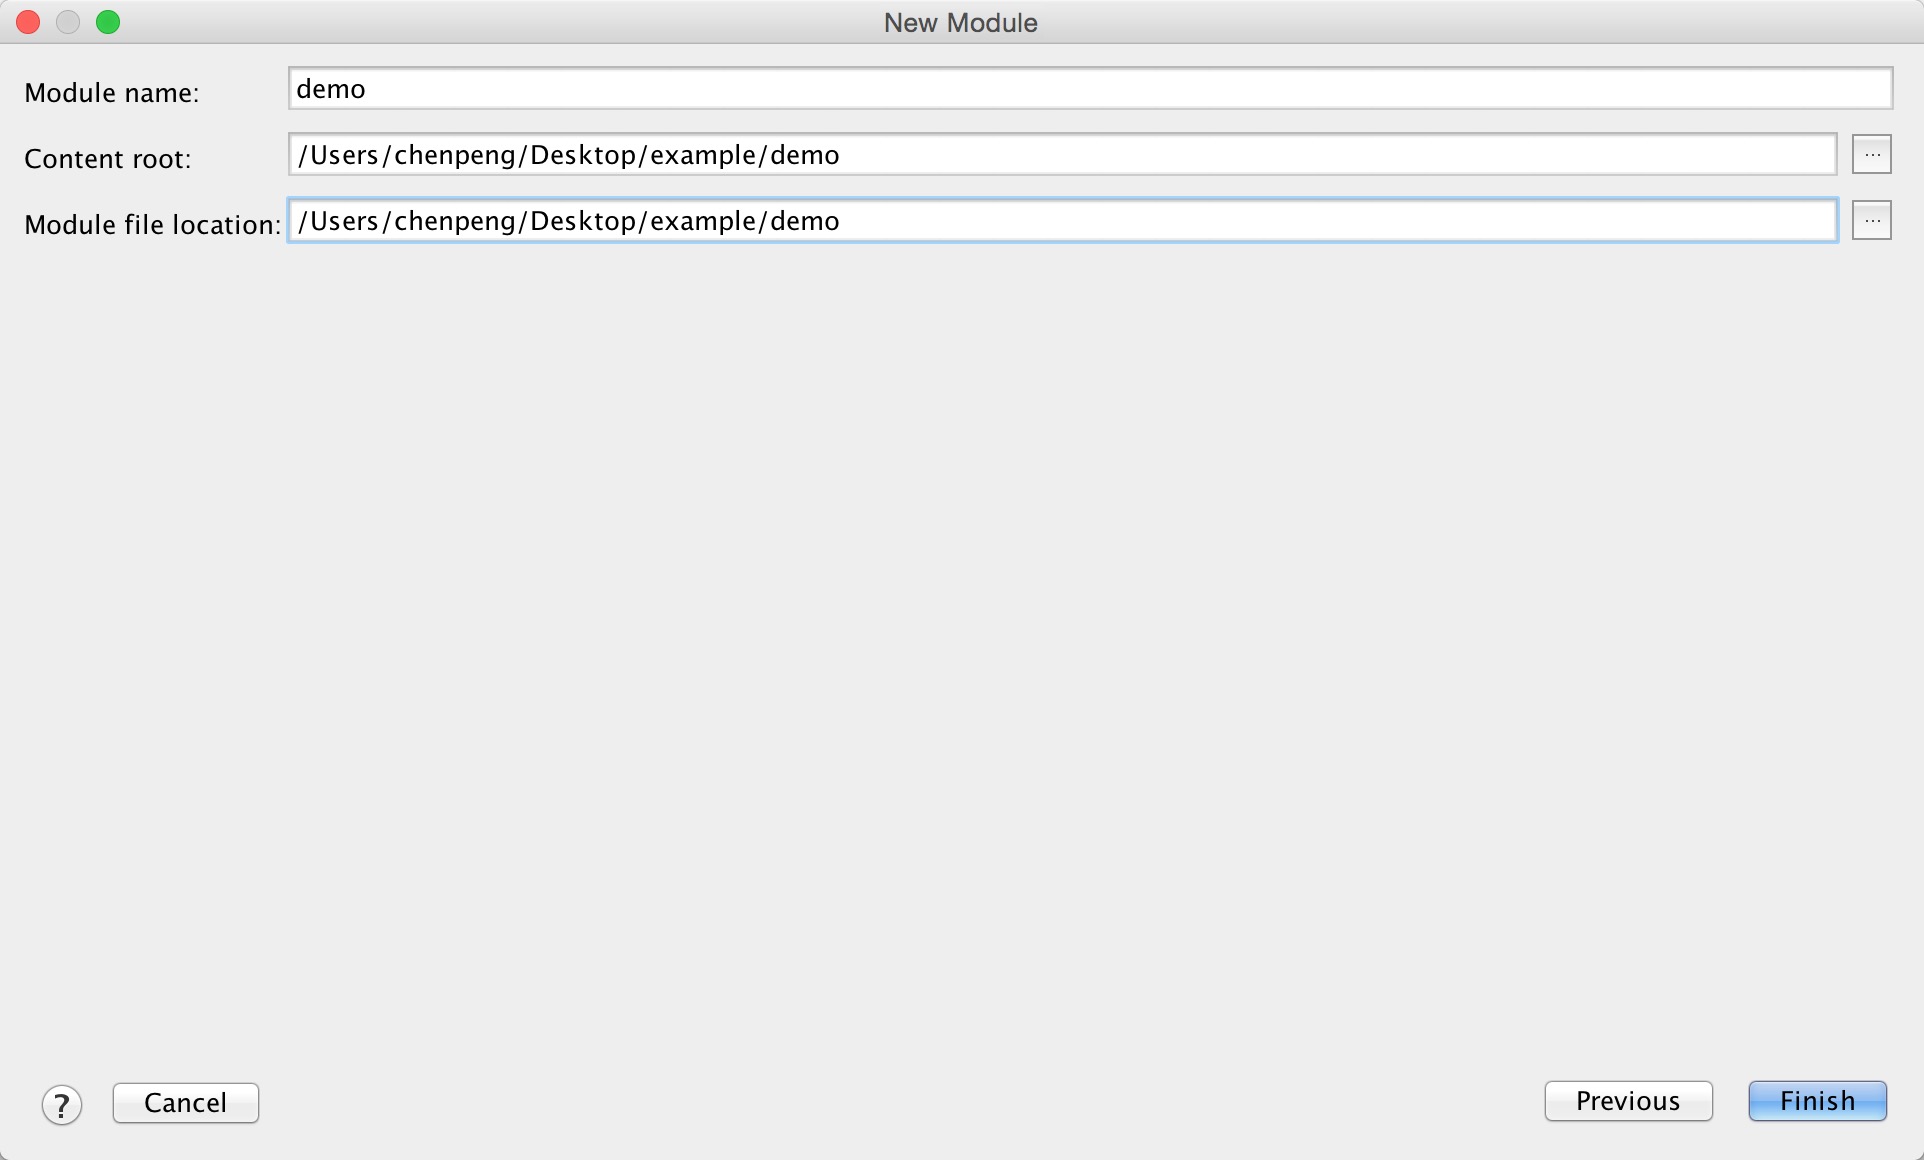 New Module
Module name: demo
Content root: /Users/chenpeng/Desktop/example/demo ...
Module file location: /Users/chenpeng/Desktop/example/demo ...
? Cancel Previous Finish